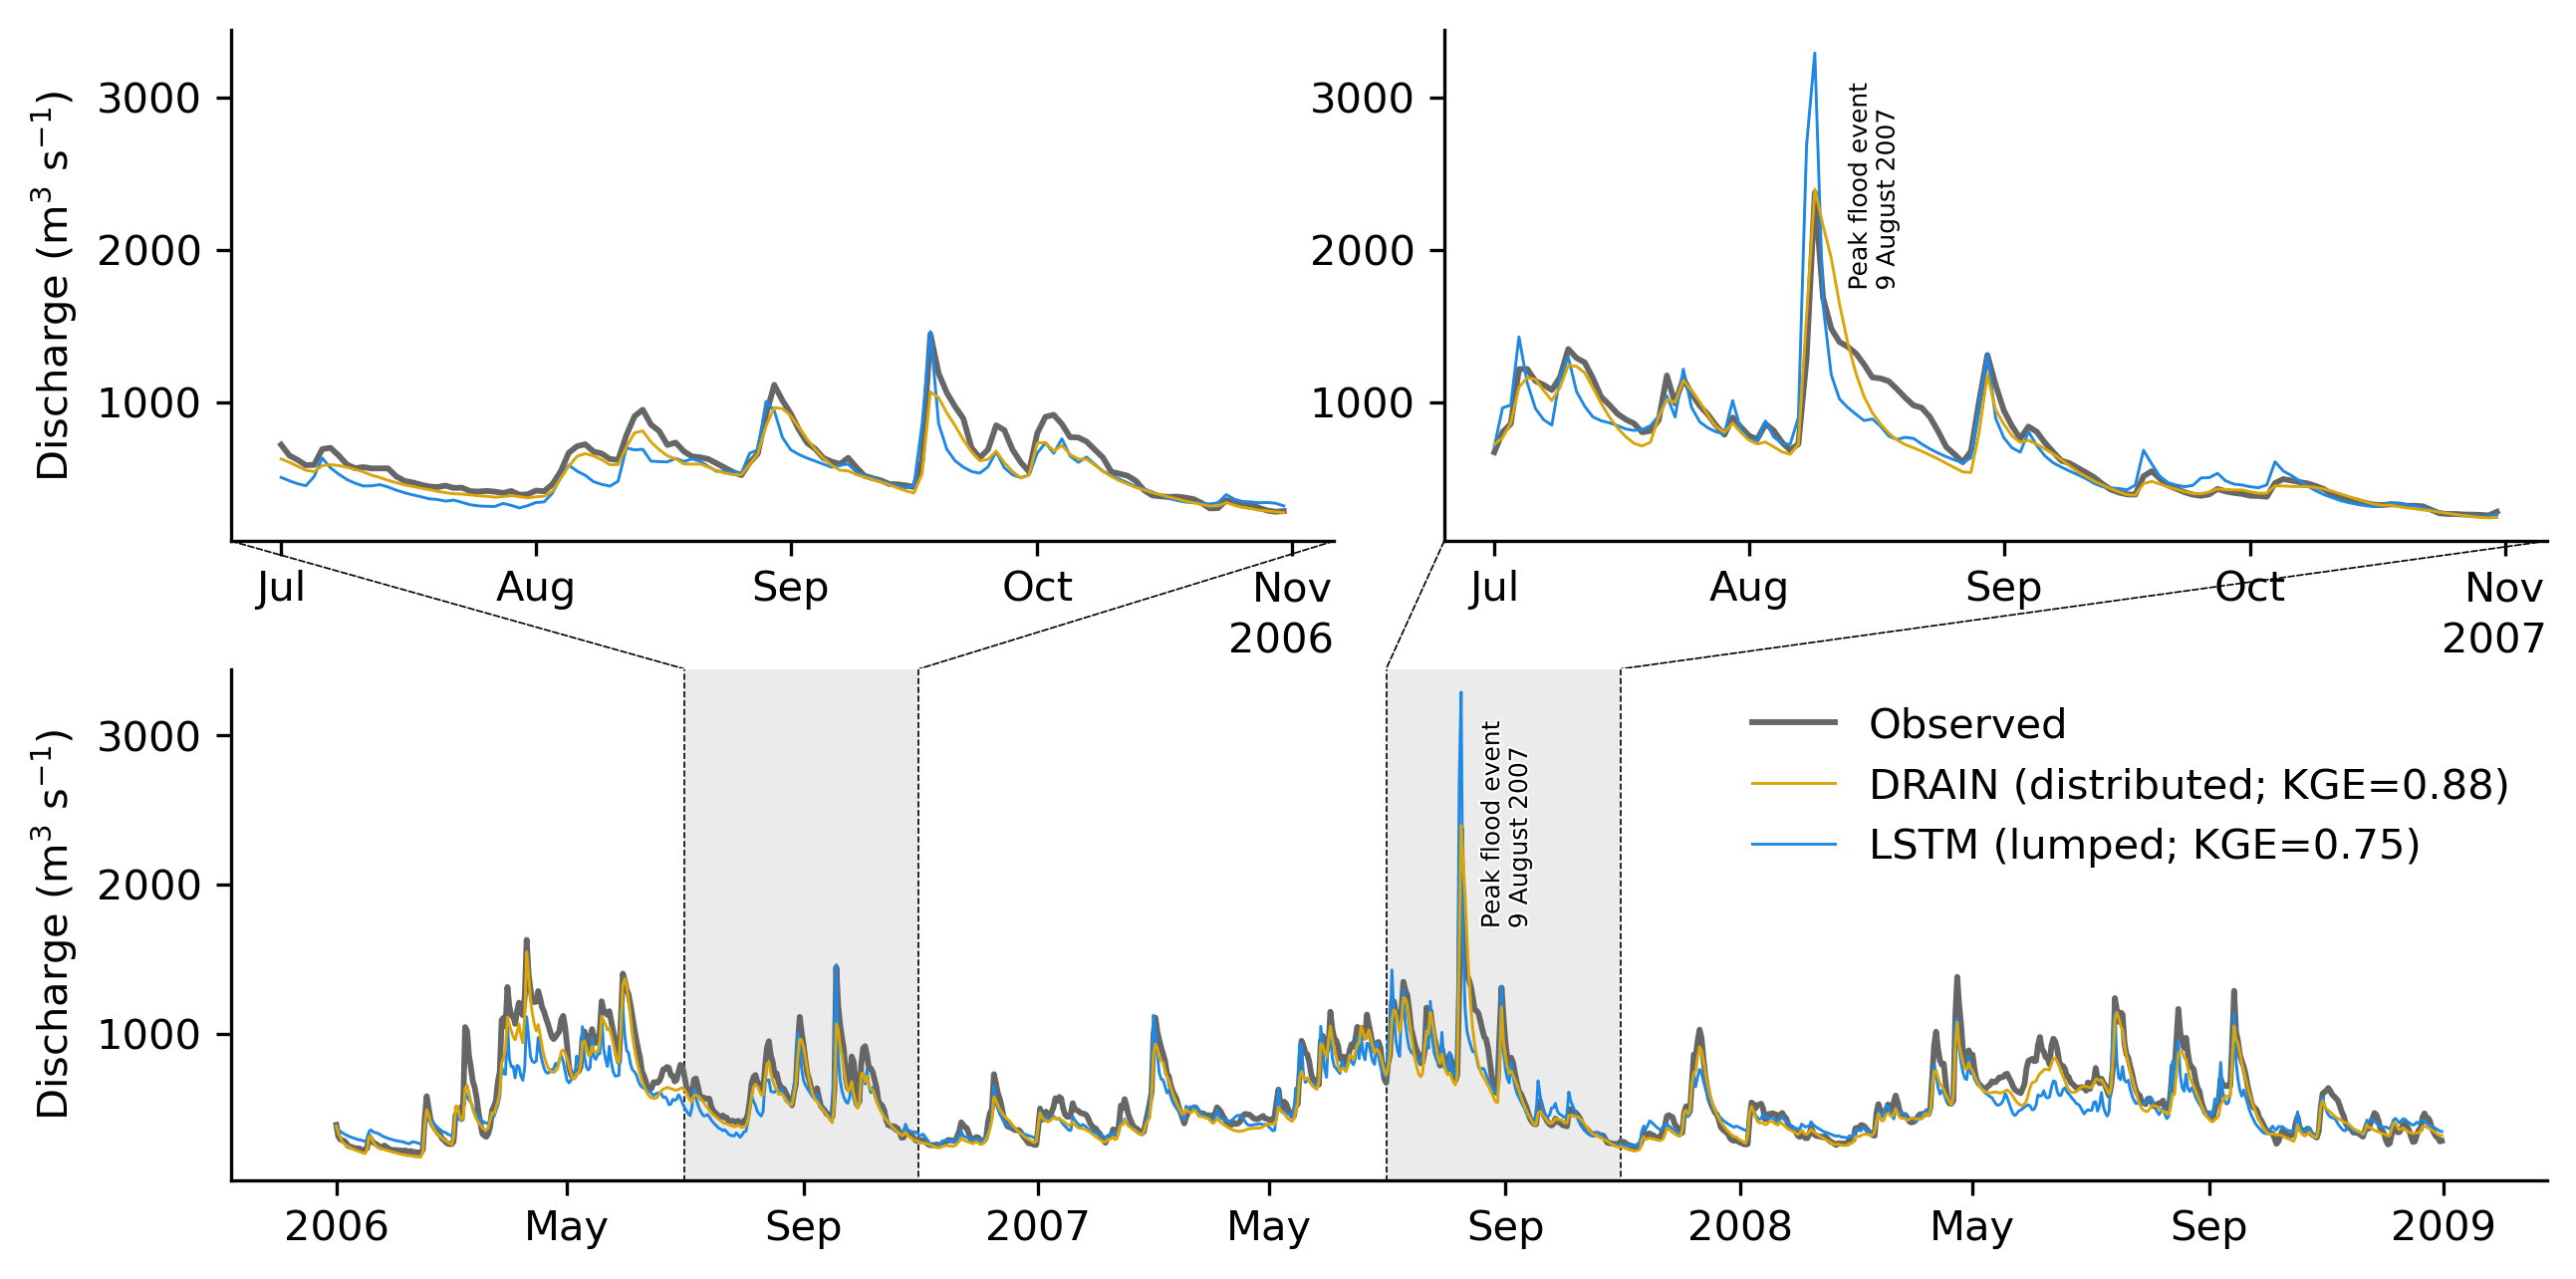 Discharge (m³ s⁻¹)
3000
2000
1000
Jul
Aug
Sep
Oct
Nov
2006
3000
2000
1000
Peak flood event
9 August 2007
Jul
Aug
Sep
Oct
Nov
2007
Discharge (m³ s⁻¹)
3000
2000
1000
Peak flood event
9 August 2007
Observed
DRAIN (distributed; KGE=0.88)
LSTM (lumped; KGE=0.75)
2006
May
Sep
2007
May
Sep
2008
May
Sep
2009